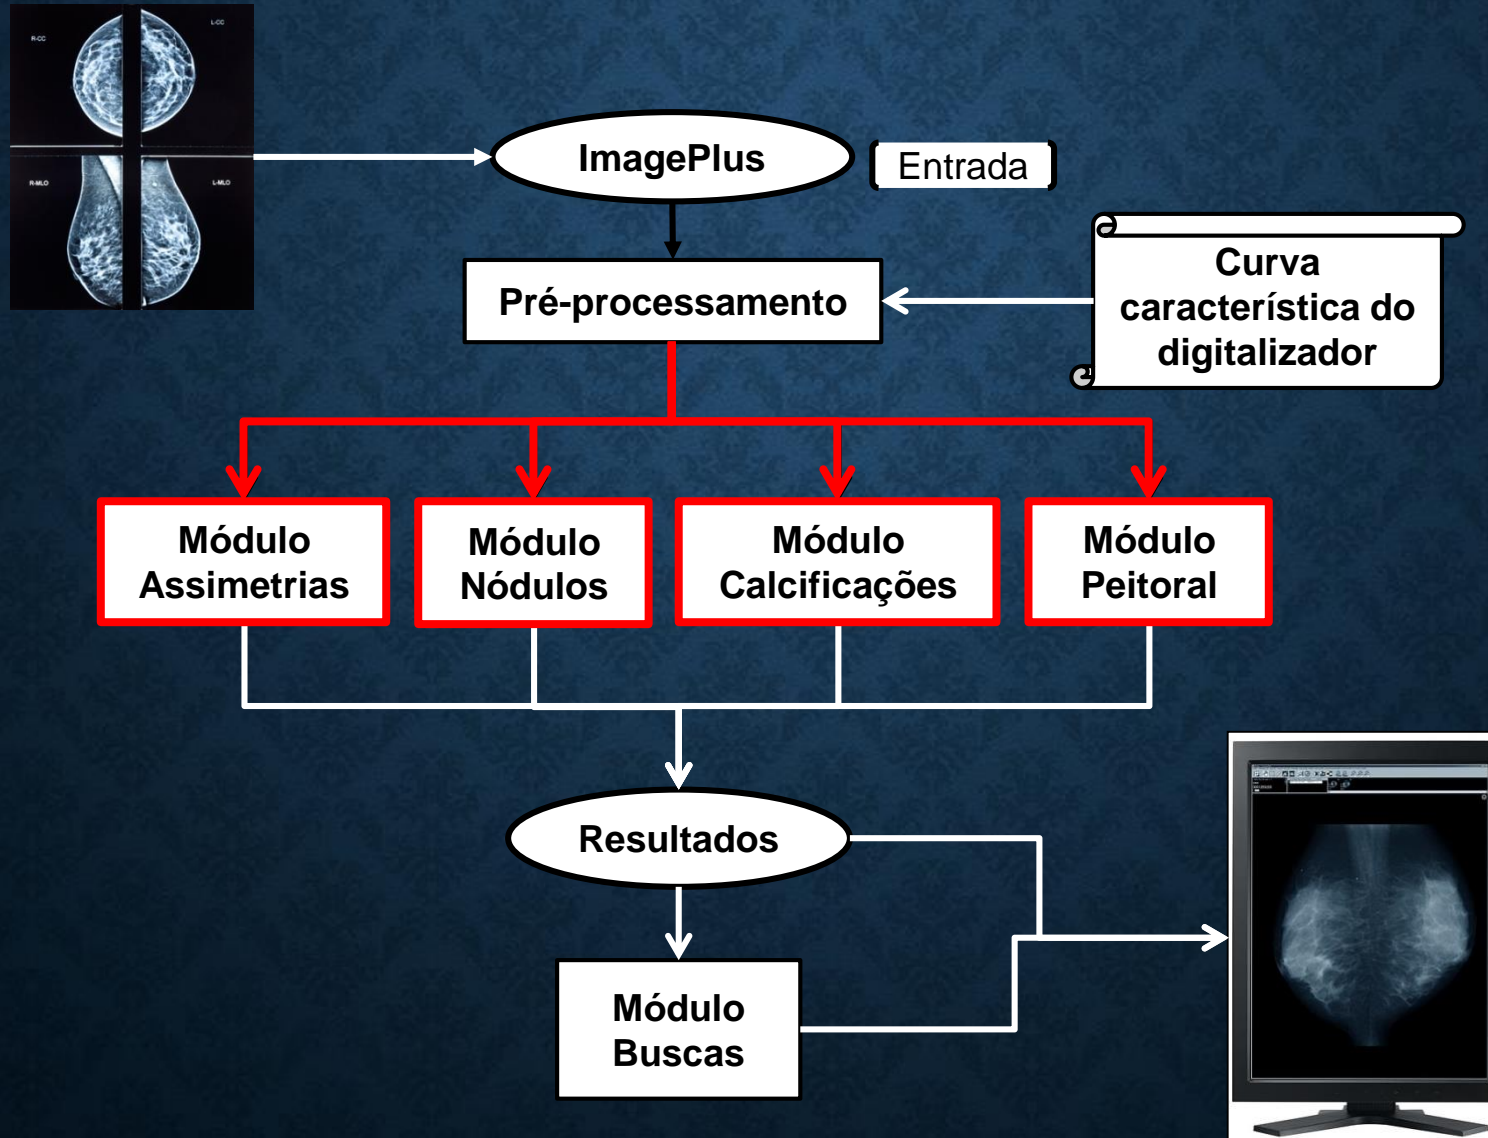 R-CC
L-CC
R-MLO
L-MLO
ImagePlus
Entrada
Pré-processamento
Curva
característica do
digitalizador
Módulo
Assimetrias
Módulo
Nódulos
Módulo
Calcificações
Módulo
Peitoral
Resultados
Módulo
Buscas